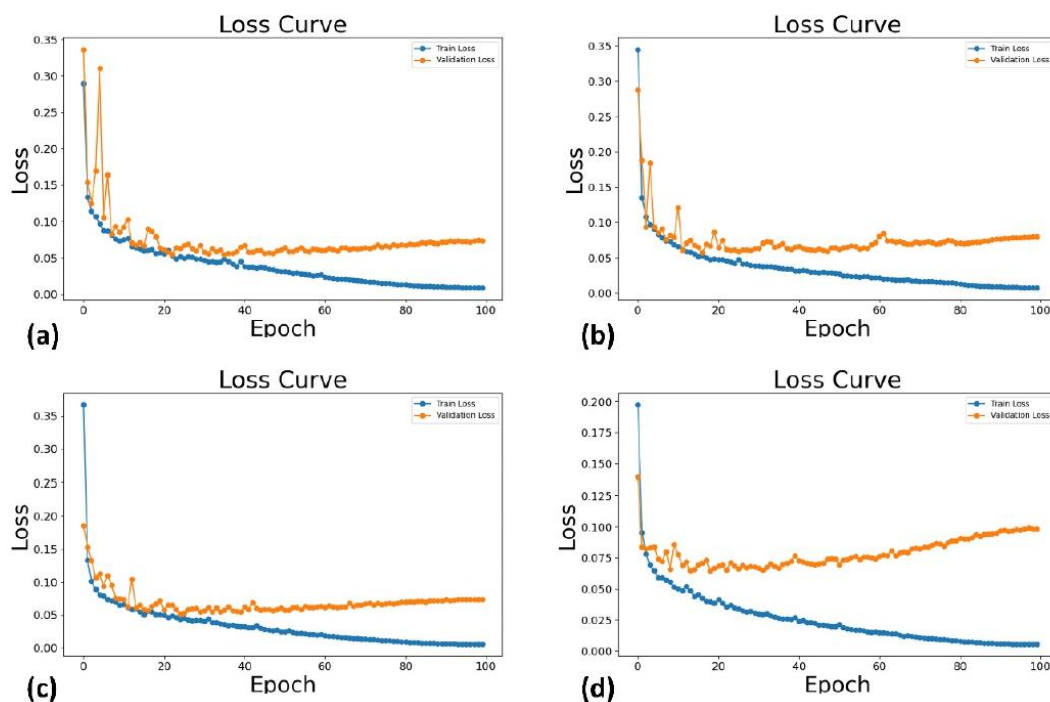 Loss Curve
Train Loss
Validation Loss
0.35
0.30
0.25
0.20
0.15
0.10
0.05
0.00
Loss
0 20 40 60 80 100
Epoch
(a)
Loss Curve
Train Loss
Validation Loss
0.35
0.30
0.25
0.20
0.15
0.10
0.05
0.00
Loss
0 20 40 60 80 100
Epoch
(b)
Loss Curve
Train Loss
Validation Loss
0.35
0.30
0.25
0.20
0.15
0.10
0.05
0.00
Loss
0 20 40 60 80 100
Epoch
(c)
Loss Curve
Train Loss
Validation Loss
0.200
0.175
0.150
0.125
0.100
0.075
0.050
0.025
0.000
Loss
0 20 40 60 80 100
Epoch
(d)